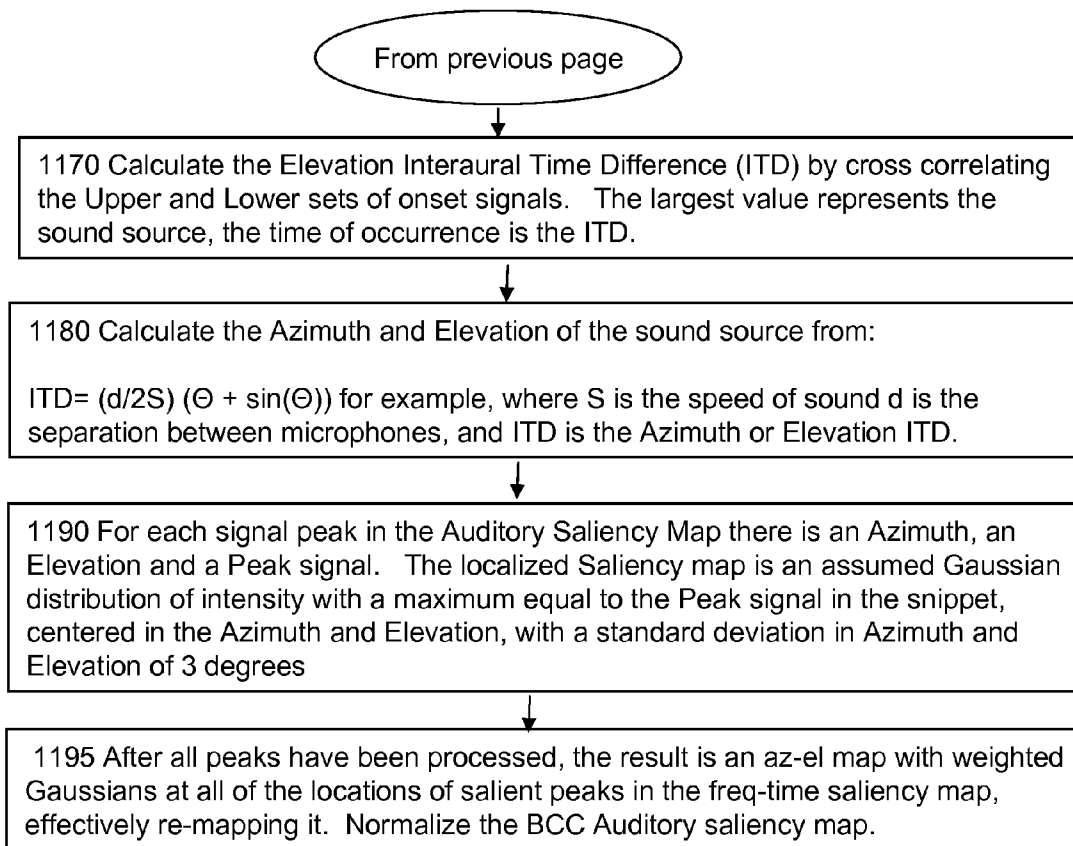 From previous page
1170 Calculate the Elevation Interaural Time Difference (ITD) by cross correlating
the Upper and Lower sets of onset signals.   The largest value represents the
sound source, the time of occurrence is the ITD.
1180 Calculate the Azimuth and Elevation of the sound source from:
ITD= (d/2S) (Θ + sin(Θ)) for example, where S is the speed of sound d is the
separation between microphones, and ITD is the Azimuth or Elevation ITD.
1190 For each signal peak in the Auditory Saliency Map there is an Azimuth, an
Elevation and a Peak signal.   The localized Saliency map is an assumed Gaussian
distribution of intensity with a maximum equal to the Peak signal in the snippet,
centered in the Azimuth and Elevation, with a standard deviation in Azimuth and
Elevation of 3 degrees
1195 After all peaks have been processed, the result is an az-el map with weighted
Gaussians at all of the locations of salient peaks in the freq-time saliency map,
effectively re-mapping it.  Normalize the BCC Auditory saliency map.